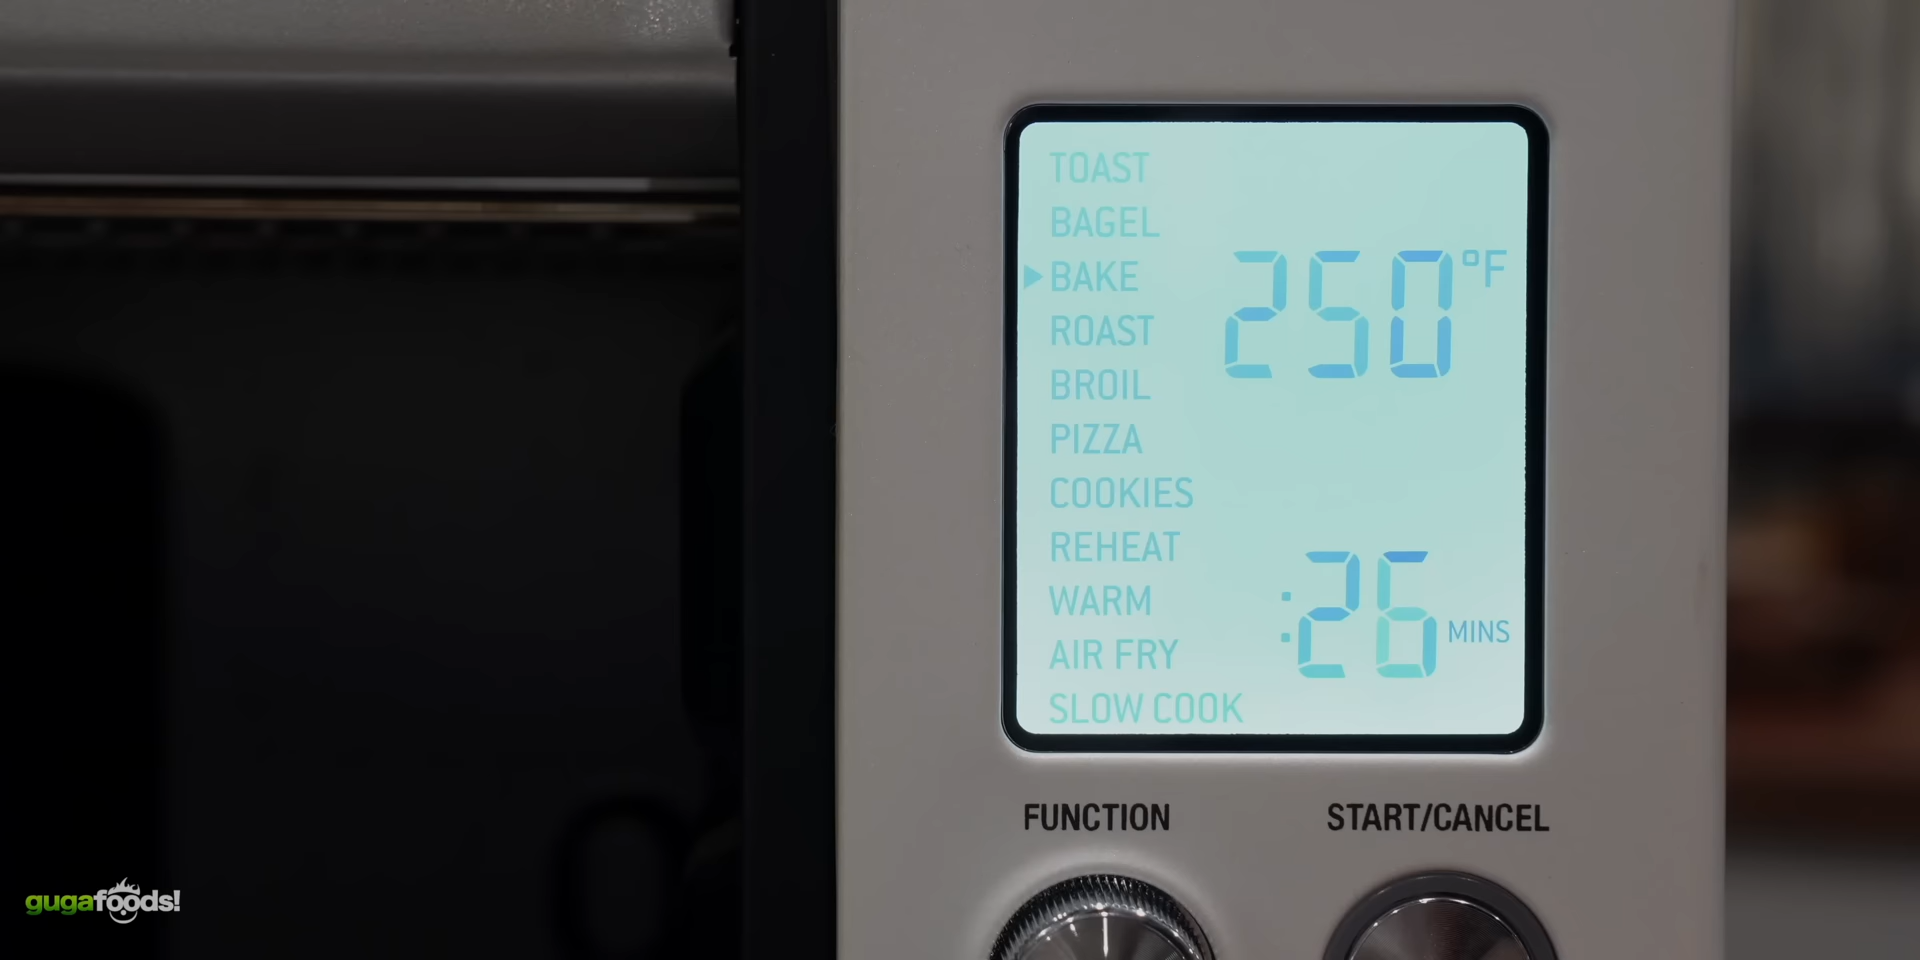 TOAST
BAGEL
BAKE
ROAST
BROIL
PIZZA
COOKIES
REHEAT
WARM
AIR FRY
SLOW COOK
250°F
:26 MINS
FUNCTION
START/CANCEL
gugafoods!